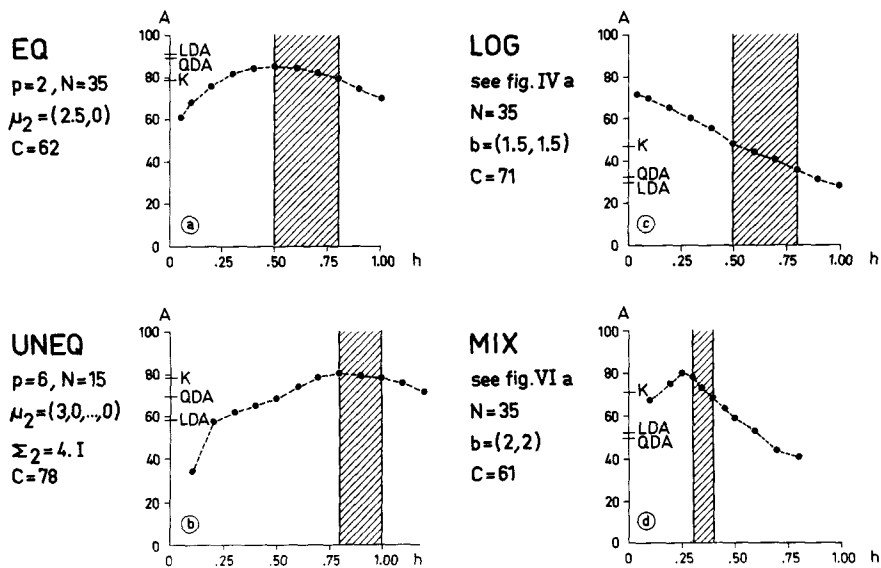 EQ
p=2, N=35
μ₂=(2.5,0)
C=62
A
100
80
60
40
20
0
LDA
QDA
K
a
0 .25 .50 .75 1.00 h
LOG
see fig. IV a
N=35
b=(1.5, 1.5)
C=71
A
100
80
60
40
20
0
K
QDA
LDA
c
0 .25 .50 .75 1.00 h
UNEQ
p=6, N=15
μ₂=(3,0,...,0)
Σ₂=4. I
C=78
A
100
80
60
40
20
0
K
QDA
LDA
b
0 .25 .50 .75 1.00 h
MIX
see fig. VI a
N=35
b=(2,2)
C=61
A
100
80
60
40
20
0
K
LDA
QDA
d
0 .25 .50 .75 1.00 h